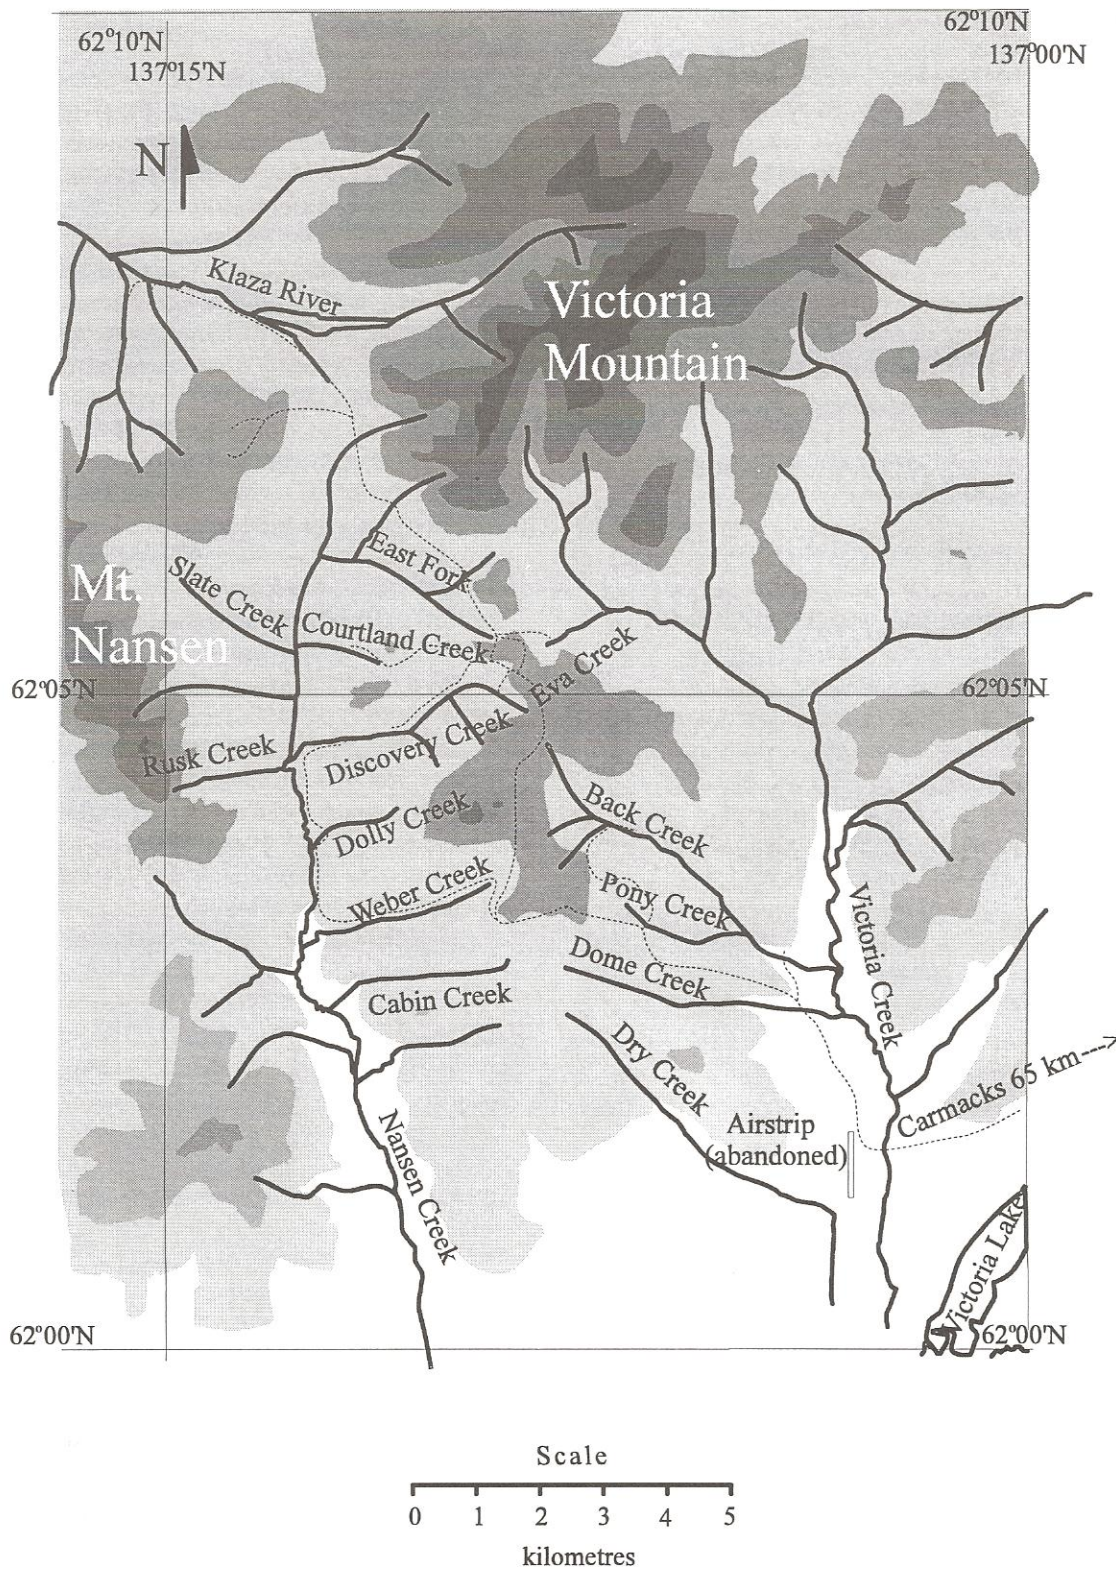 62°10'N
62°10'N
137°15'N
137°00'N
N
Klaza River
Victoria
Mountain
East Fork
Mt.
Nansen
Slate Creek
Courtland Creek
Eva Creek
62°05'N
62°05'N
Rusk Creek
Discovery Creek
Dolly Creek
Back Creek
Weber Creek
Pony Creek
Victoria Creek
Dome Creek
Cabin Creek
Dry Creek
Carmacks 65 km--->
Airstrip
(abandoned)
Nansen Creek
Victoria Lake
62°00'N
62°00'N
Scale
0 1 2 3 4 5
kilometres